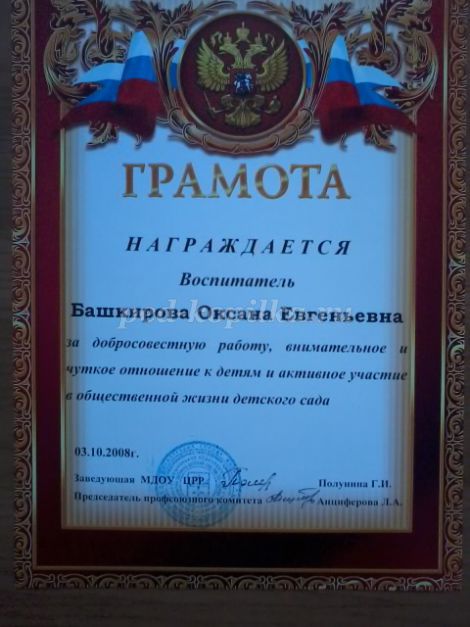 ГРАМОТА
НАГРАЖДАЕТСЯ
Воспитатель
Башкирова Оксана Евгеньевна
за добросовестную работу, внимательное и
чуткое отношение к детям и активное участие
в общественной жизни детского сада
03.10.2008г.
Заведующая МДОУ ЦРР Полунина Г.И.
Председатель профсоюзного комитета Анциферова Л.А.